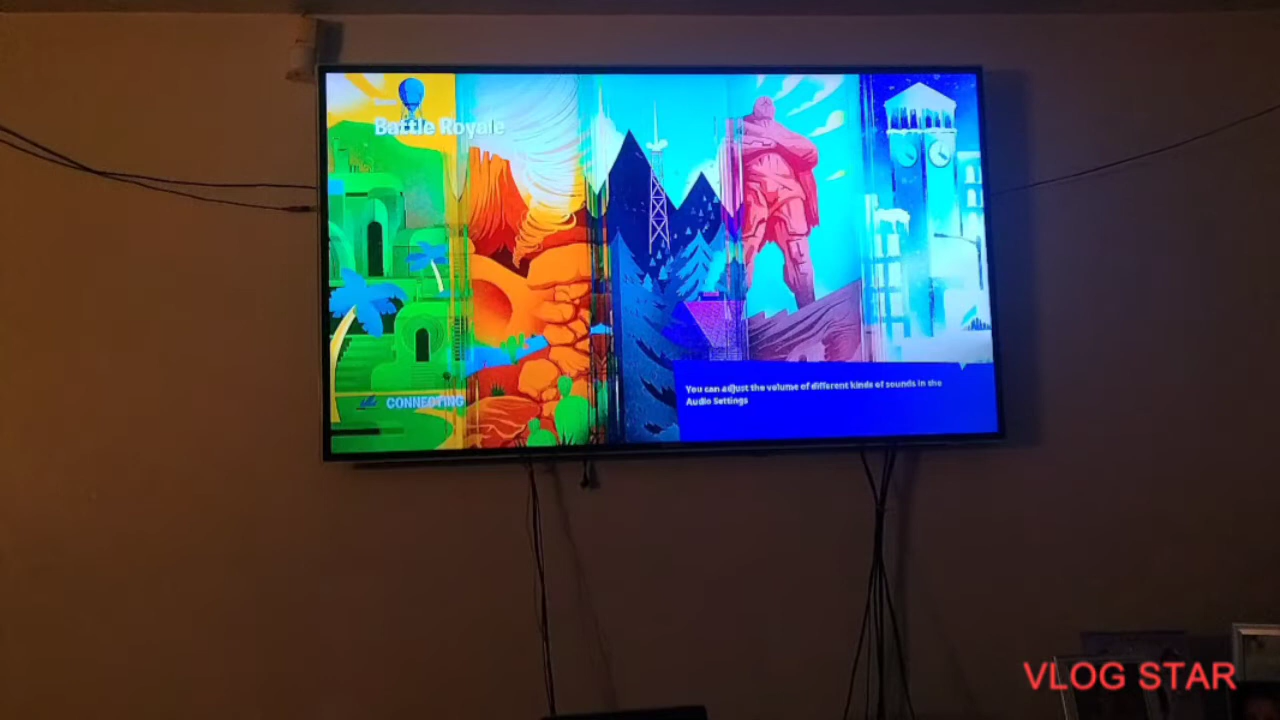 Battle Royale
CONNECTING
You can adjust the volume of different kinds of sounds in the
Audio Settings
VLOG STAR